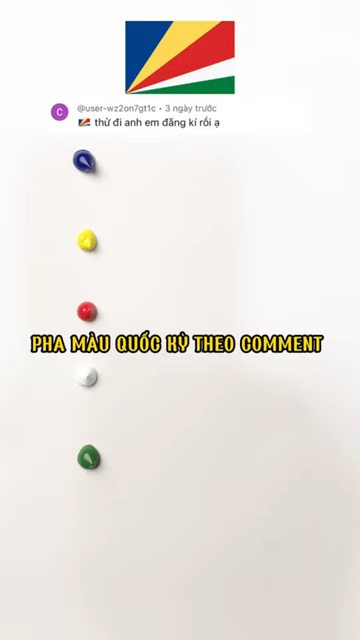 @user-wz2on7gt1c • 3 ngày trước
🇸🇨 thử đi anh em đăng kí rồi ạ
PHA MÀU QUỐC KỲ THEO COMMENT